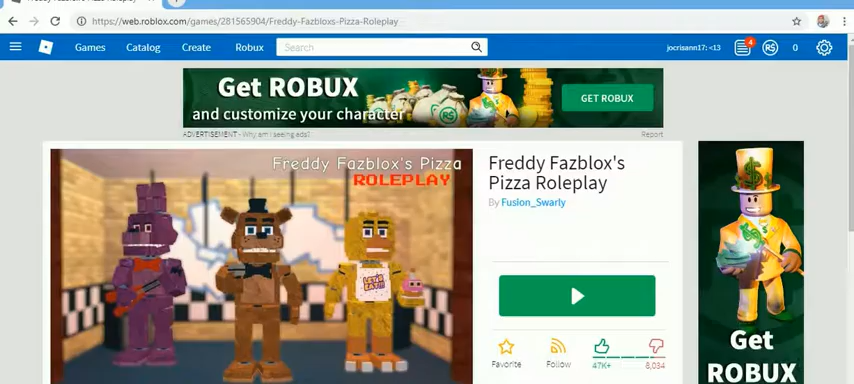 https://web.roblox.com/games/281565904/Freddy-Fazbloxs-Pizza-Roleplay
Games
Catalog
Create
Robux
Search
jocrisann17: <13
4
R$
0
Get ROBUX
and customize your character
GET ROBUX
ADVERTISEMENT - Why am I seeing ads?
Report
Freddy Fazblox's Pizza
ROLEPLAY
LET'S
EAT!!!
Freddy Fazblox's
Pizza Roleplay
By Fusion_Swarly
Favorite
Follow
47K+
8,034
Get
ROBUX